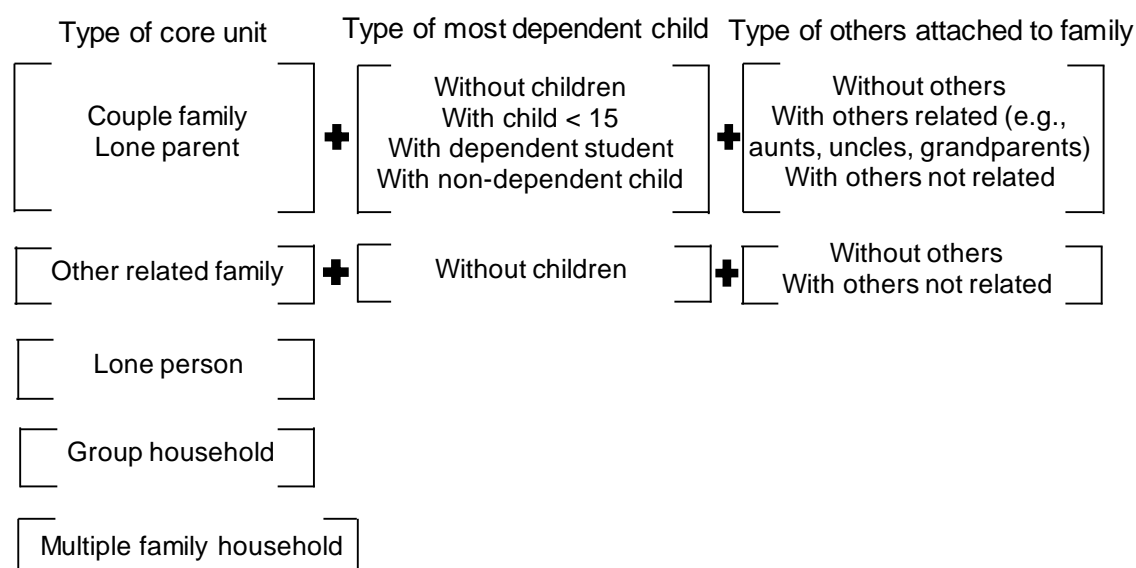 Type of core unit
Type of most dependent child
Type of others attached to family
Couple family
Lone parent
Without children
With child < 15
With dependent student
With non-dependent child
Without others
With others related (e.g.,
aunts, uncles, grandparents)
With others not related
Other related family
Without children
Without others
With others not related
Lone person
Group household
Multiple family household